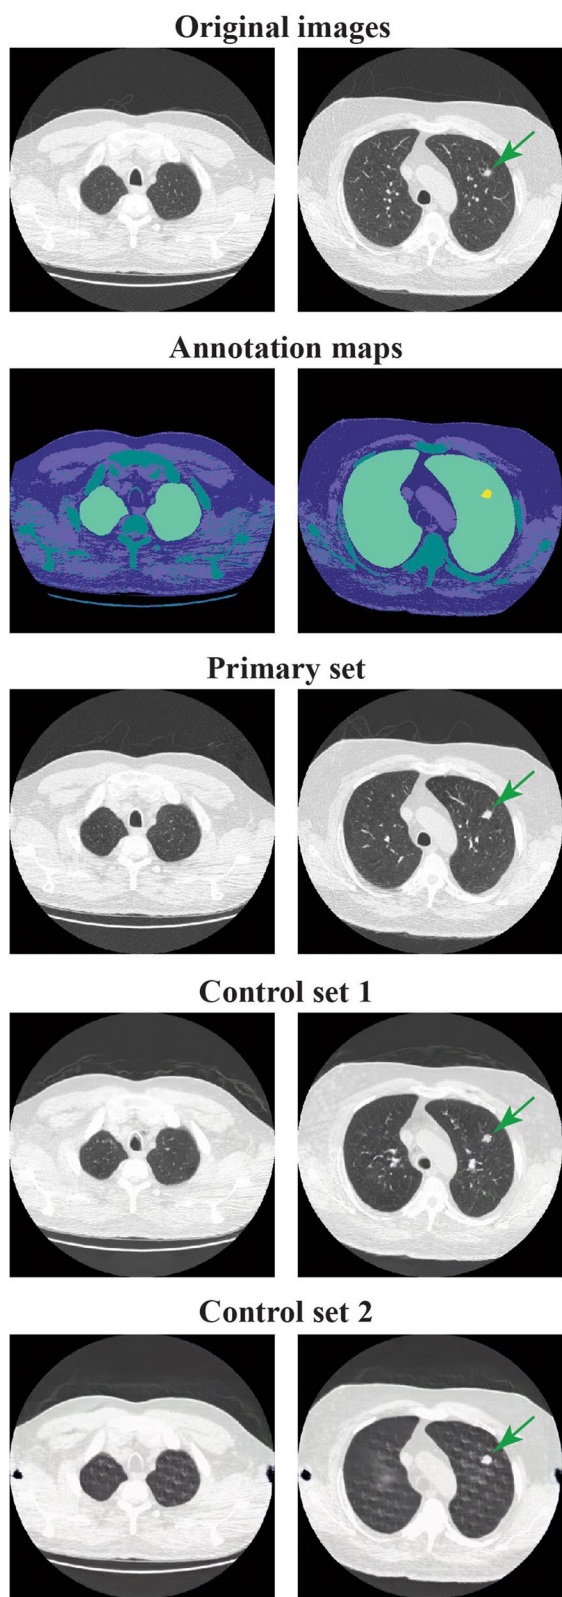 Original images
Annotation maps
Primary set
Control set 1
Control set 2